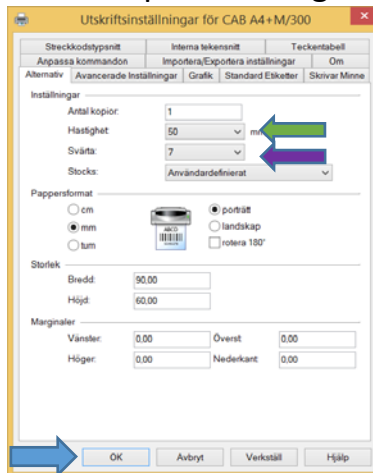 Utskriftsinställningar för CAB A4+M/300
Streckkodstypsnitt Interna tekensnitt Teckentabell
Anpassa kommandon Importera/Exportera inställningar Om
Alternativ Avancerade Inställningar Grafik Standard Etiketter Skrivar Minne
Inställningar
Antal kopior: 1
Hastighet: 50
Svärta: 7
Stocks: Användardefinierat
Pappersformat
cm porträtt
mm ABCO landskap
tum rotera 180°
Storlek
Bredd: 90,00
Höjd: 60,00
Marginaler
Vänster: 0,00 Överst: 0,00
Höger: 0,00 Nederkant: 0,00
OK Avbryt Verkställ Hjälp